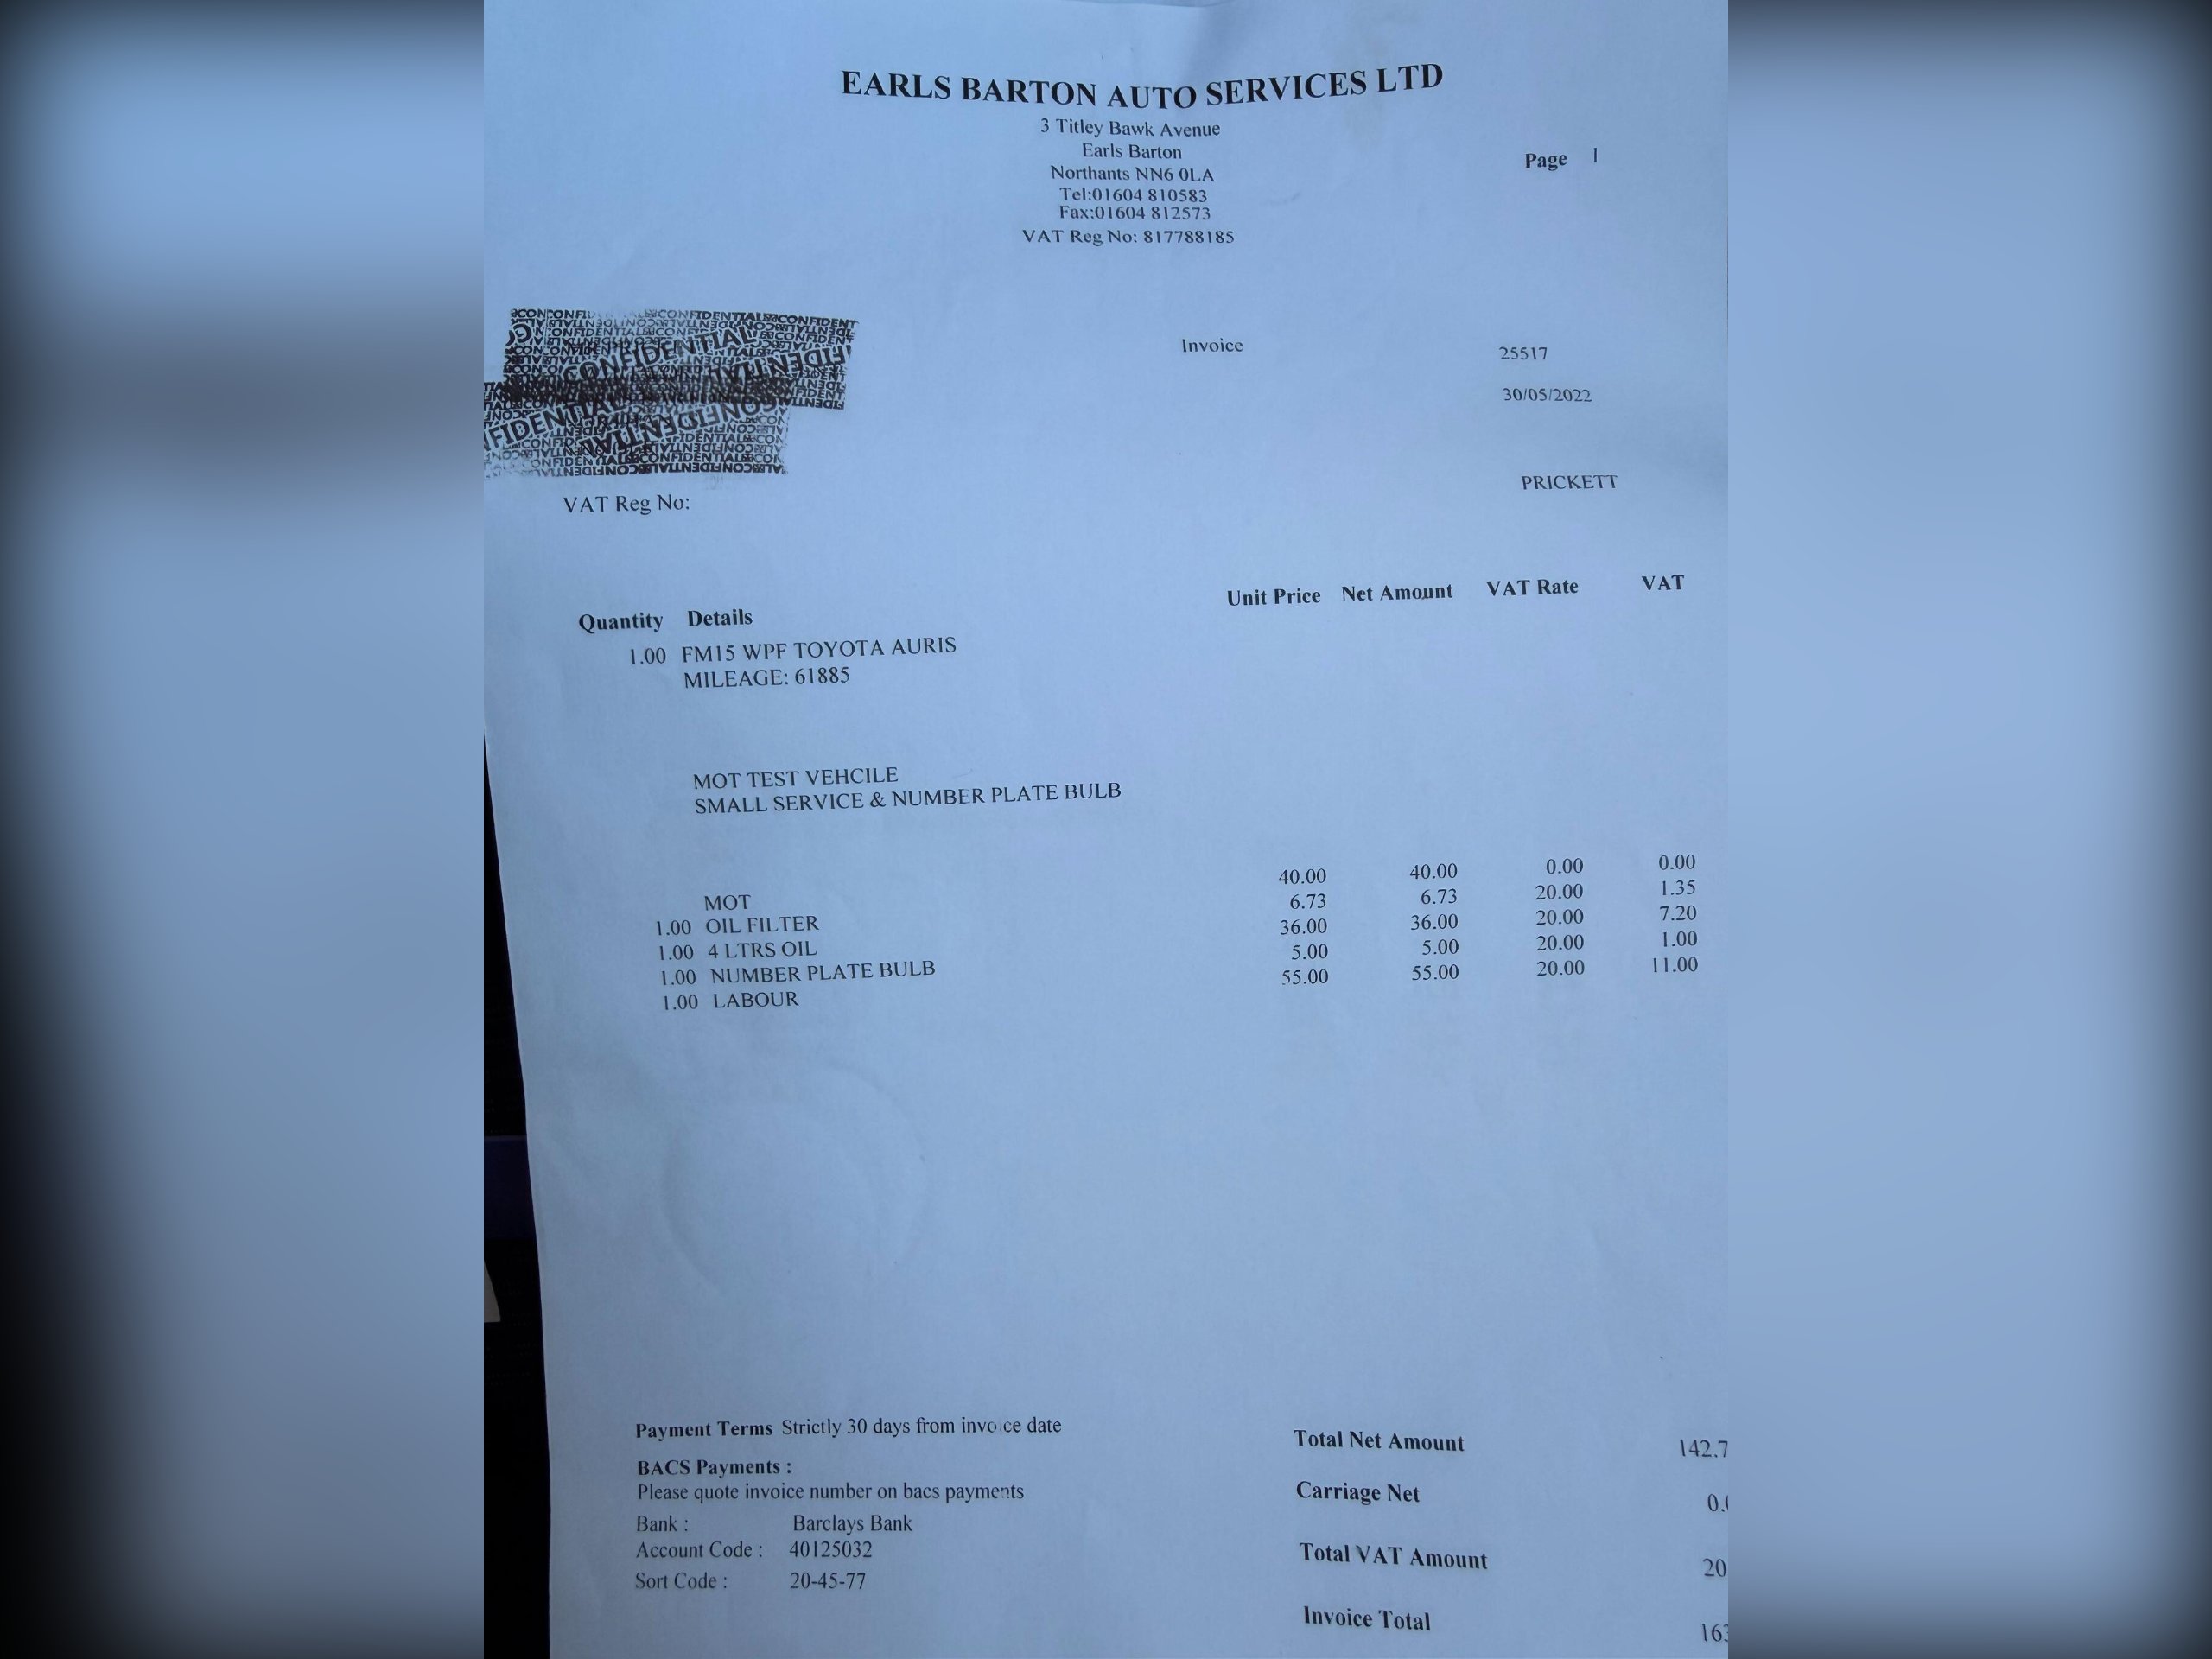 EARLS BARTON AUTO SERVICES LTD
3 Titley Bawk Avenue
Earls Barton
Northants NN6 0LA
Tel:01604 810583
Fax:01604 812573
VAT Reg No: 817788185
Page 1
CONFIDENTIAL
CONFIDENTIAL
Invoice 25517
30/05/2022
PRICKETT
VAT Reg No:
Quantity Details Unit Price Net Amount VAT Rate VAT
1.00 FM15 WPF TOYOTA AURIS
MILEAGE: 61885
MOT TEST VEHCILE
SMALL SERVICE & NUMBER PLATE BULB
MOT 40.00 40.00 0.00 0.00
1.00 OIL FILTER 6.73 6.73 20.00 1.35
1.00 4 LTRS OIL 36.00 36.00 20.00 7.20
1.00 NUMBER PLATE BULB 5.00 5.00 20.00 1.00
1.00 LABOUR 55.00 55.00 20.00 11.00
Payment Terms Strictly 30 days from invoice date
BACS Payments :
Please quote invoice number on bacs payments
Bank : Barclays Bank
Account Code : 40125032
Sort Code : 20-45-77
Total Net Amount 142.7
Carriage Net 0.
Total VAT Amount 20
Invoice Total 16